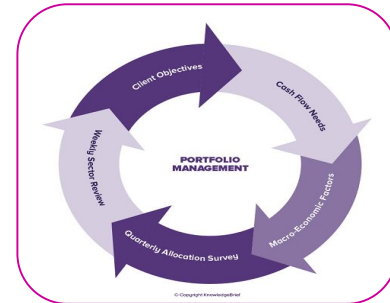 Client Objectives
Cash Flow Needs
Macro-Economic Factors
Quarterly Allocation Survey
Weekly Sector Review
PORTFOLIO
MANAGEMENT
© Copyright KnowledgeBrief